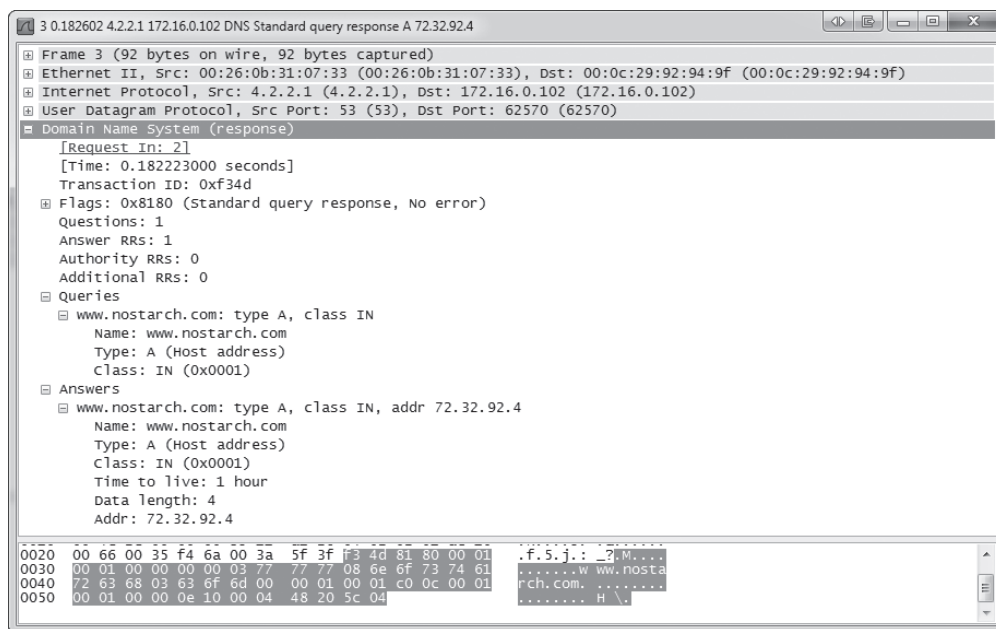 3 0.182602 4.2.2.1 172.16.0.102 DNS Standard query response A 72.32.92.4
Frame 3 (92 bytes on wire, 92 bytes captured)
Ethernet II, Src: 00:26:0b:31:07:33 (00:26:0b:31:07:33), Dst: 00:0c:29:92:94:9f (00:0c:29:92:94:9f)
Internet Protocol, Src: 4.2.2.1 (4.2.2.1), Dst: 172.16.0.102 (172.16.0.102)
User Datagram Protocol, Src Port: 53 (53), Dst Port: 62570 (62570)
Domain Name System (response)
[Request In: 2]
[Time: 0.182223000 seconds]
Transaction ID: 0xf34d
Flags: 0x8180 (Standard query response, No error)
Questions: 1
Answer RRs: 1
Authority RRs: 0
Additional RRs: 0
Queries
www.nostarch.com: type A, class IN
Name: www.nostarch.com
Type: A (Host address)
Class: IN (0x0001)
Answers
www.nostarch.com: type A, class IN, addr 72.32.92.4
Name: www.nostarch.com
Type: A (Host address)
Class: IN (0x0001)
Time to live: 1 hour
Data length: 4
Addr: 72.32.92.4
0020 00 66 00 35 f4 6a 00 3a 5f 3f f3 4d 81 80 00 01 .f.5.j.: _?.M....
0030 00 01 00 00 00 00 03 77 77 77 08 6e 6f 73 74 61 .......w ww.nosta
0040 72 63 68 03 63 6f 6d 00 00 01 00 01 c0 0c 00 01 rch.com. ........
0050 00 01 00 00 0e 10 00 04 48 20 5c 04 ........ H \.